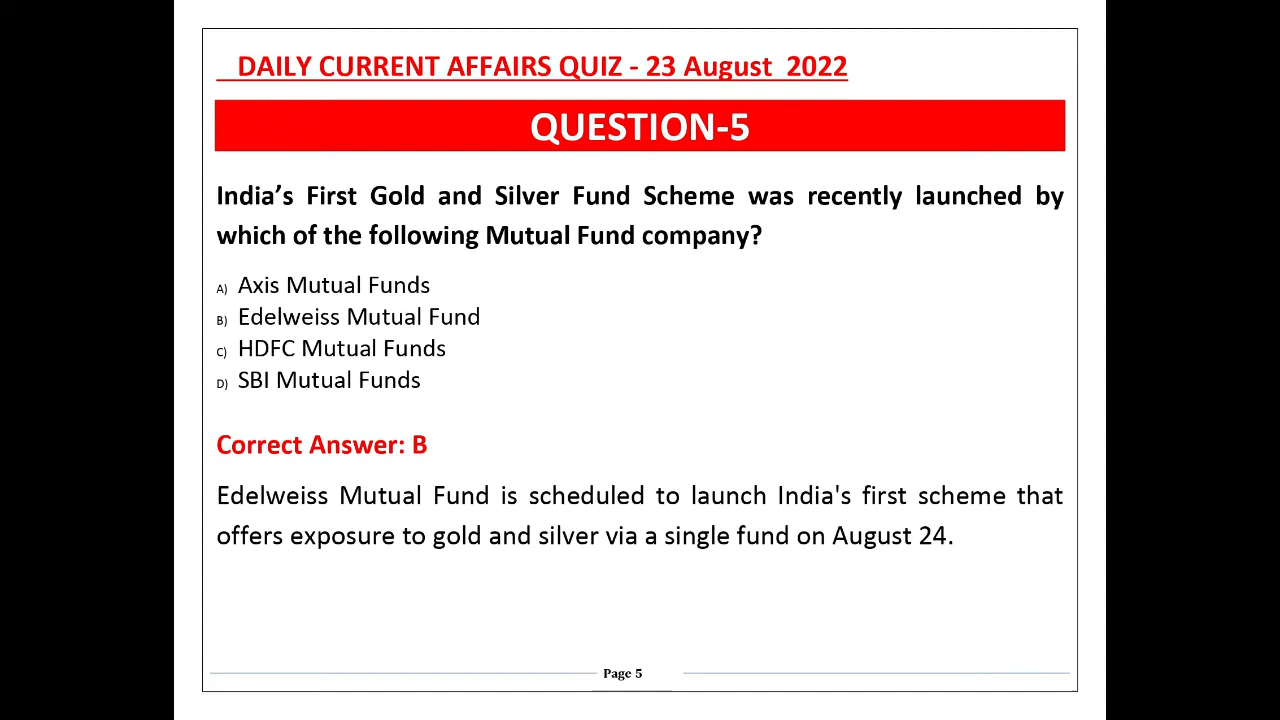 DAILY CURRENT AFFAIRS QUIZ - 23 August 2022
QUESTION-5
India’s First Gold and Silver Fund Scheme was recently launched by
which of the following Mutual Fund company?
A) Axis Mutual Funds
B) Edelweiss Mutual Fund
C) HDFC Mutual Funds
D) SBI Mutual Funds
Correct Answer: B
Edelweiss Mutual Fund is scheduled to launch India's first scheme that
offers exposure to gold and silver via a single fund on August 24.
Page 5